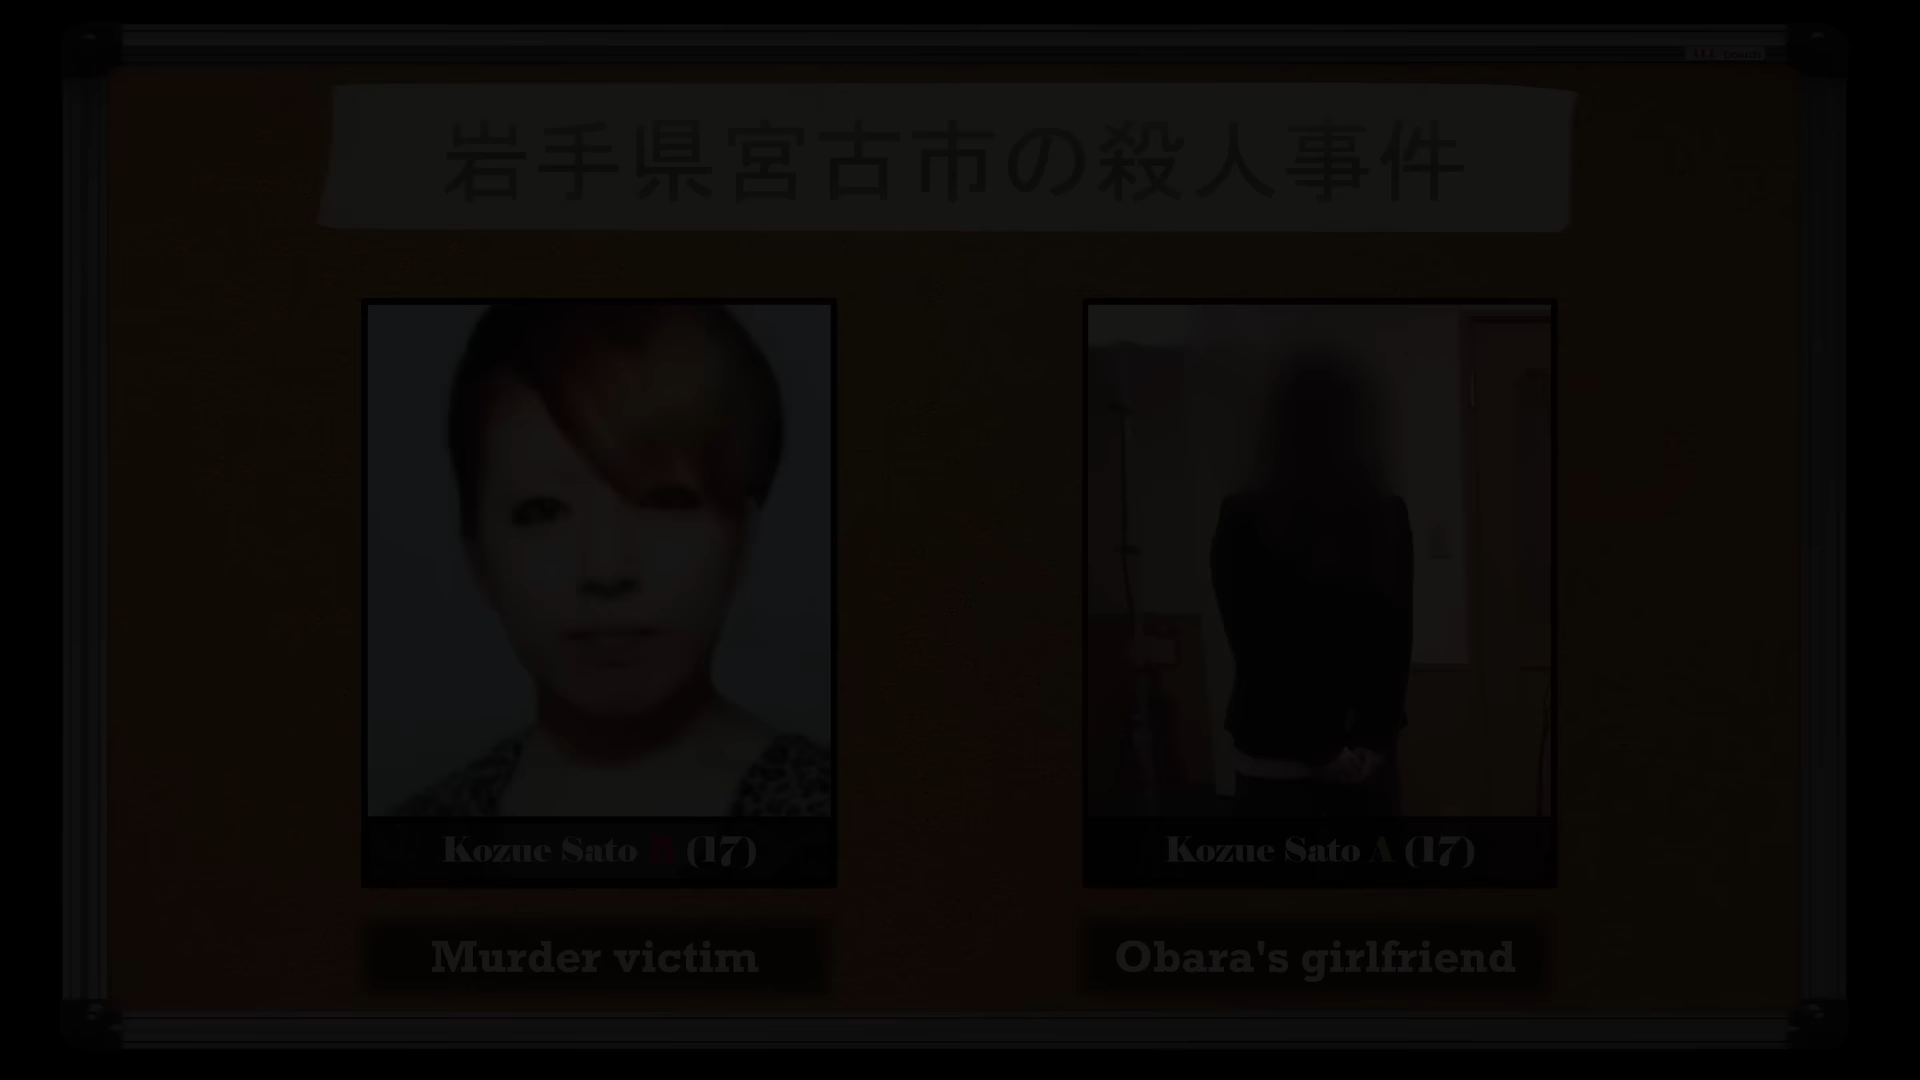 岩手県宮古市の殺人事件
Kozue Sato B (17)
Kozue Sato A (17)
Murder victim
Obara's girlfriend